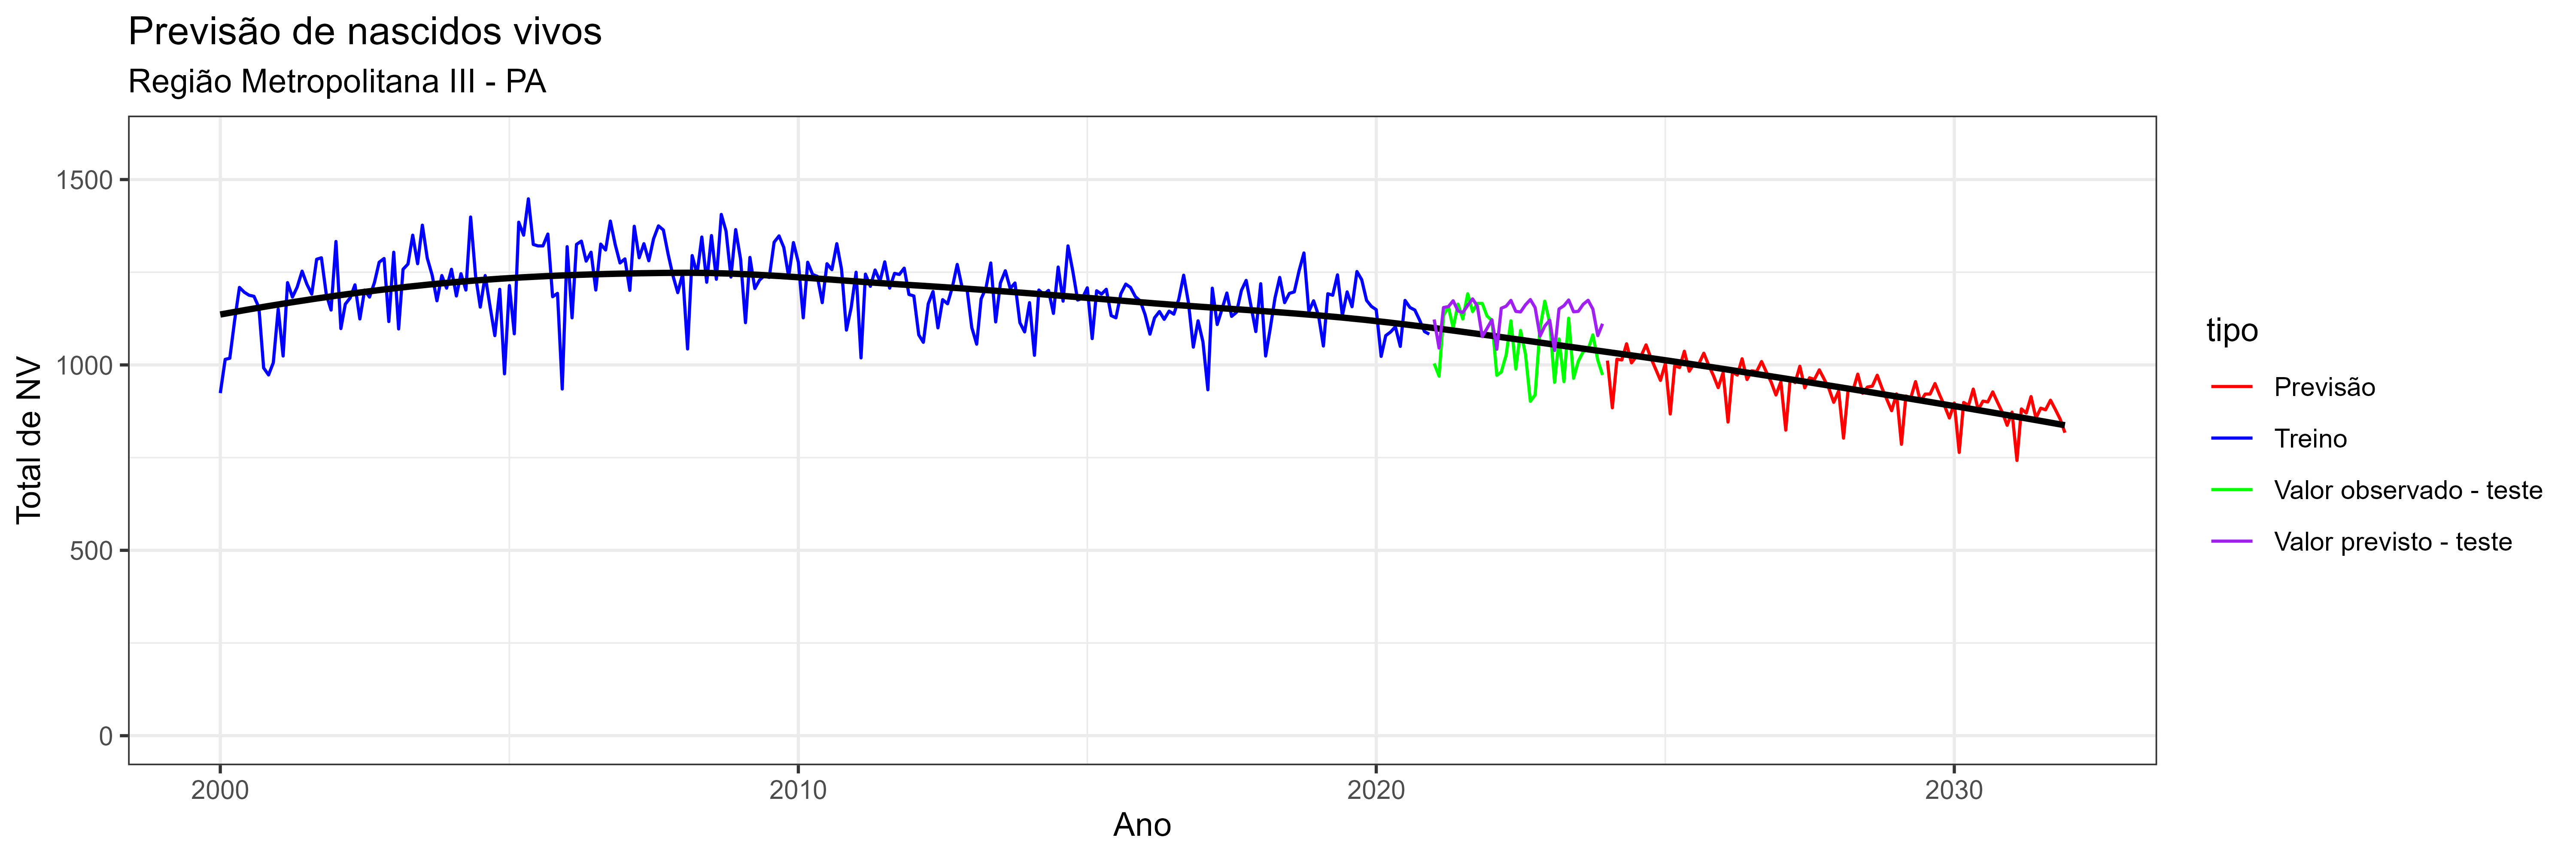 Previsão de nascidos vivos
Região Metropolitana III - PA
Total de NV
1500
1000
500
0
2000
2010
2020
2030
Ano
tipo
Previsão
Treino
Valor observado - teste
Valor previsto - teste